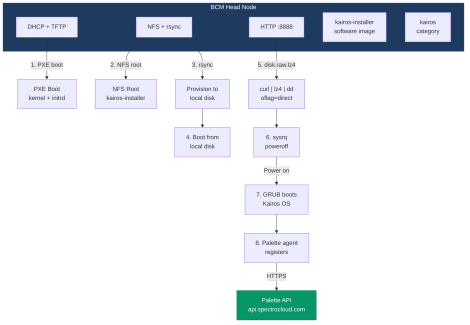 BCM Head Node
DHCP + TFTP
NFS + rsync
HTTP :8888
kairos-installer
software image
kairos
category
1. PXE boot
2. NFS root
3. rsync
5. disk.raw.lz4
PXE Boot
kernel + initrd
NFS Root
kairos-installer
Provision to
local disk
curl | lz4 | dd
oflag=direct
4. Boot from
local disk
6. sysrq
poweroff
Power on
7. GRUB boots
Kairos OS
8. Palette agent
registers
HTTPS
Palette API
api.spectrocloud.com